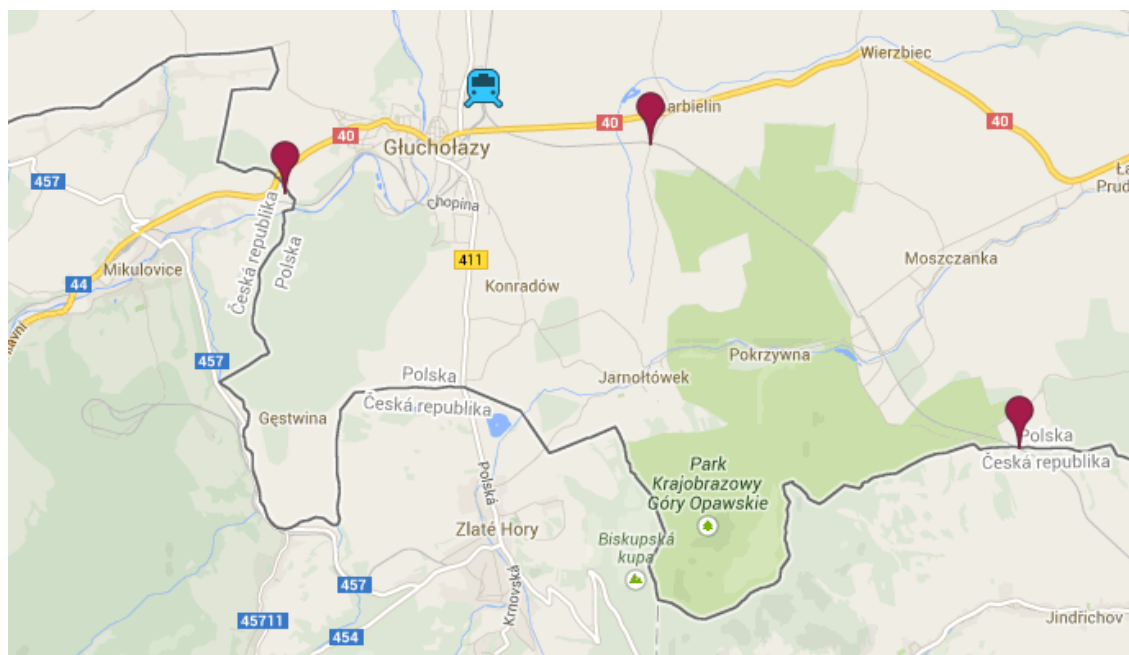 Wierzbiec
40
arbielin
40
40
Głuchołazy
457
Chopina
Česká republika
Polska
411
Mikulovice
44
Konradów
Moszczanka
457
Polska
Česká republika
Jarnołtówek
Pokrzywna
Gęstwina
Polska
Česká republika
Polská
Park
Krajobrazowy
Góry Opawskie
Zlaté Hory
Biskupská
kupa
Krnovská
457
45711
454
Jindřichov